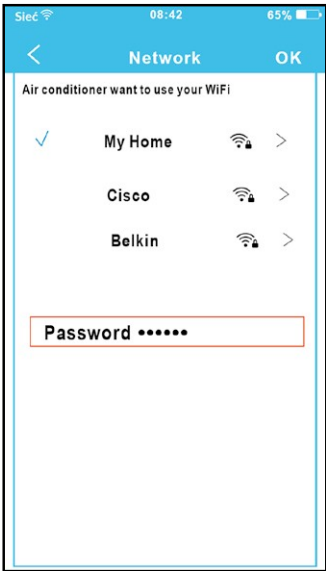 Sieć 08:42 65%
Network OK
Air conditioner want to use your WiFi
My Home
Cisco
Belkin
Password ••••••